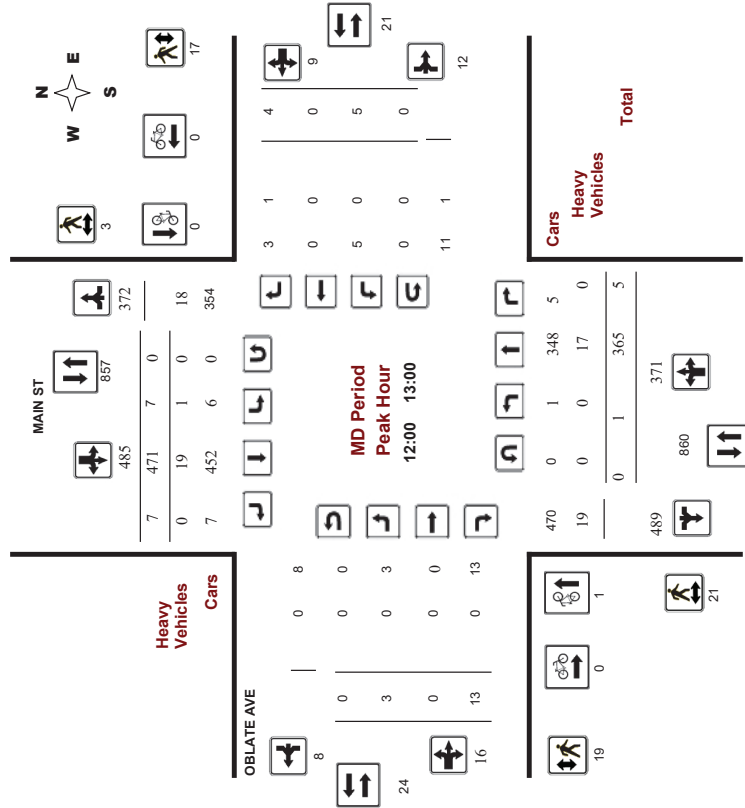 N
W E
S
3
17
0
0
MAIN ST
857
485
372
7 471 7 0
0 19 1 0 18
7 452 6 0 354
Heavy
Vehicles
Cars
OBLATE AVE
8
24
16
0 8
0 0 0
3 0 3
0 0 0
13 0 13
MD Period
Peak Hour
12:00 13:00
3 1 4
0 0 0
5 0 5
0 0 0
11 1
9
21
12
Cars
Heavy
Vehicles
Total
470 0 1 348 5
19 0 0 17 0
0 1 365 5
489
860
371
1
0
19
21